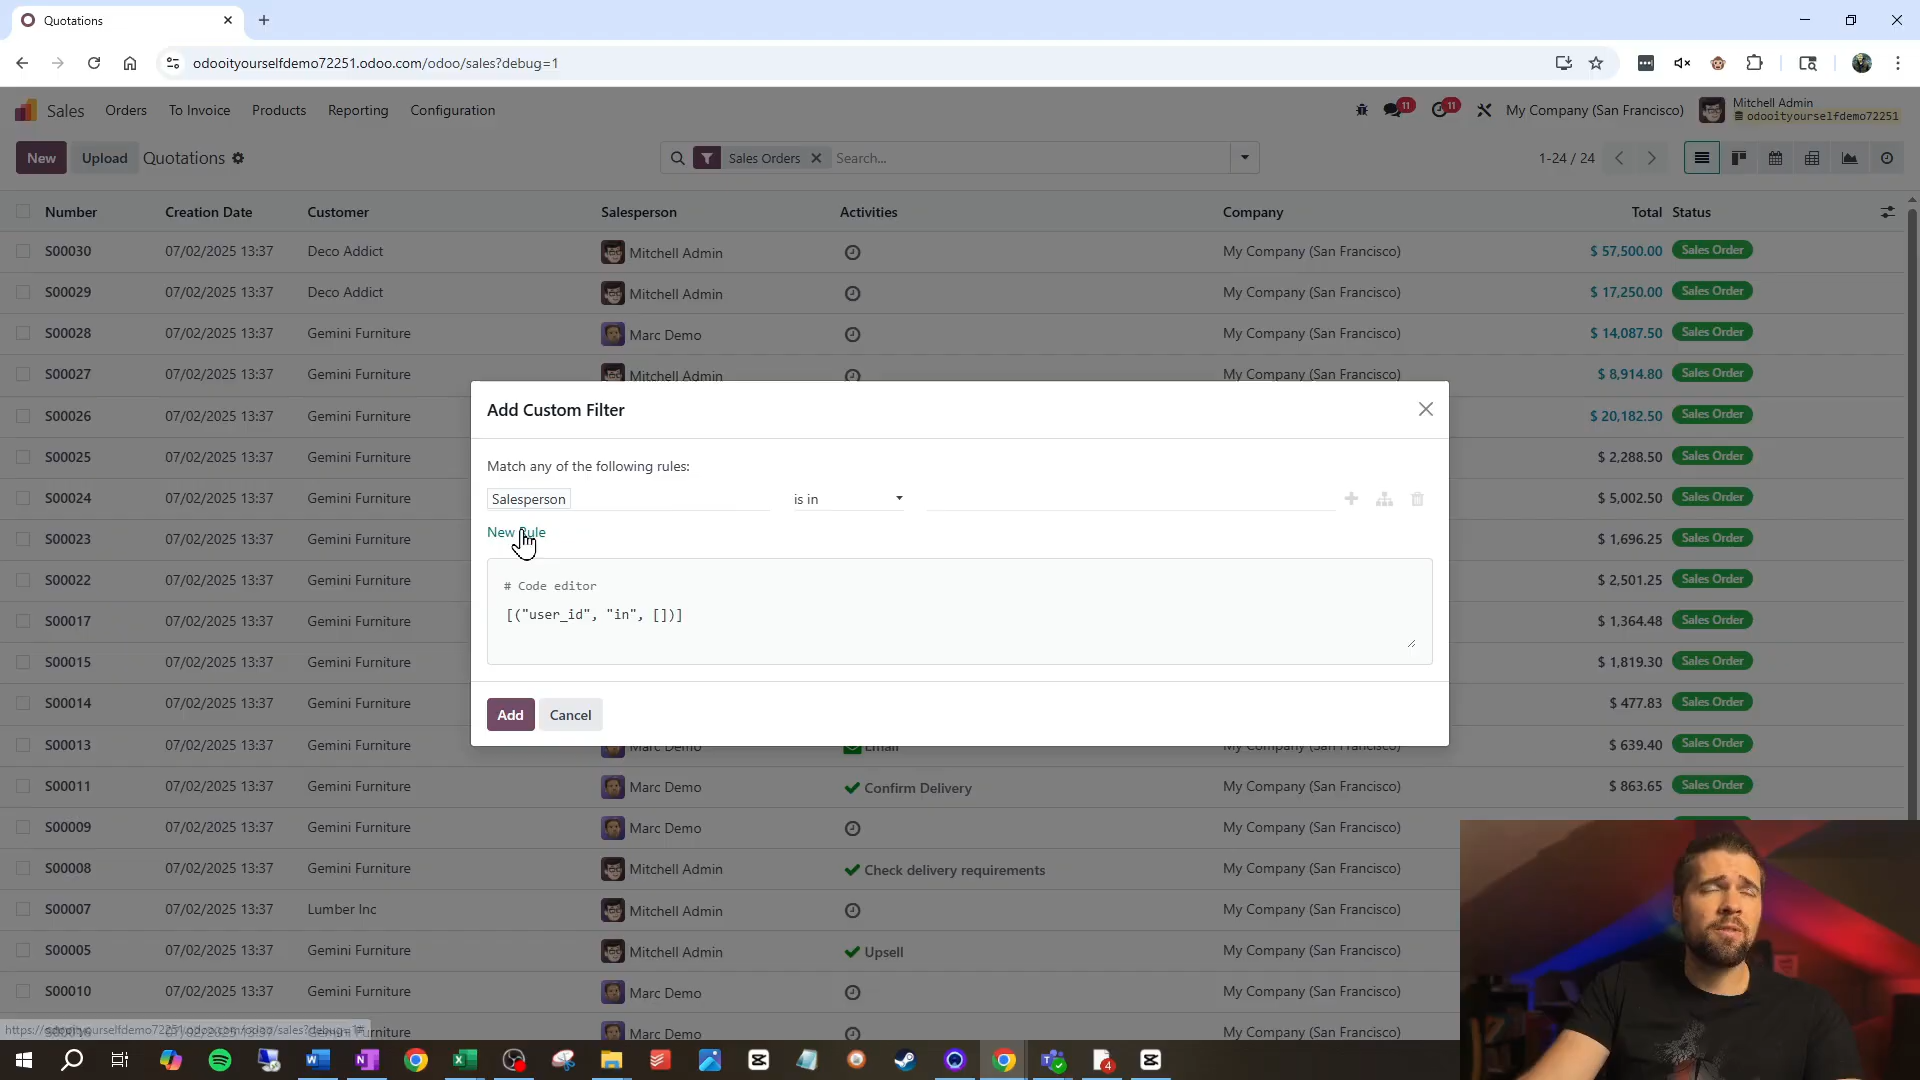 Quotations
odooityourselfdemo72251.odoo.com/odoo/sales?debug=1
Sales Orders To Invoice Products Reporting Configuration 11 11 My Company (San Francisco) Mitchell Admin
odooityourselfdemo72251
New Upload Quotations Sales Orders Search... 1-24 / 24
Number Creation Date Customer Salesperson Activities Company Total Status
S00030 07/02/2025 13:37 Deco Addict Mitchell Admin My Company (San Francisco) $ 57,500.00 Sales Order
S00029 07/02/2025 13:37 Deco Addict Mitchell Admin My Company (San Francisco) $ 17,250.00 Sales Order
S00028 07/02/2025 13:37 Gemini Furniture Marc Demo My Company (San Francisco) $ 14,087.50 Sales Order
S00027 07/02/2025 13:37 Gemini Furniture Mitchell Admin My Company (San Francisco) $ 8,914.80 Sales Order
S00026 07/02/2025 13:37 Gemini Furniture $ 20,182.50 Sales Order
S00025 07/02/2025 13:37 Gemini Furniture $ 2,288.50 Sales Order
S00024 07/02/2025 13:37 Gemini Furniture $ 5,002.50 Sales Order
S00023 07/02/2025 13:37 Gemini Furniture $ 1,696.25 Sales Order
S00022 07/02/2025 13:37 Gemini Furniture $ 2,501.25 Sales Order
S00017 07/02/2025 13:37 Gemini Furniture $ 1,364.48 Sales Order
S00015 07/02/2025 13:37 Gemini Furniture $ 1,819.30 Sales Order
S00014 07/02/2025 13:37 Gemini Furniture $ 477.83 Sales Order
S00013 07/02/2025 13:37 Gemini Furniture Marc Demo Email My Company (San Francisco) $ 639.40 Sales Order
S00011 07/02/2025 13:37 Gemini Furniture Marc Demo Confirm Delivery My Company (San Francisco) $ 863.65 Sales Order
S00009 07/02/2025 13:37 Gemini Furniture Marc Demo My Company (San Francisco)
S00008 07/02/2025 13:37 Gemini Furniture Mitchell Admin Check delivery requirements My Company (San Francisco)
S00007 07/02/2025 13:37 Lumber Inc Mitchell Admin My Company (San Francisco)
S00005 07/02/2025 13:37 Gemini Furniture Mitchell Admin Upsell My Company (San Francisco)
S00010 07/02/2025 13:37 Gemini Furniture Marc Demo My Company (San Francisco)
Marc Demo My Company (San Francisco)
Add Custom Filter
Match any of the following rules:
Salesperson is in
New Rule
# Code editor
[("user_id", "in", [])]
Add Cancel
https://odooityourselfdemo72251.odoo.com/odoo/sales?debug=1#
4